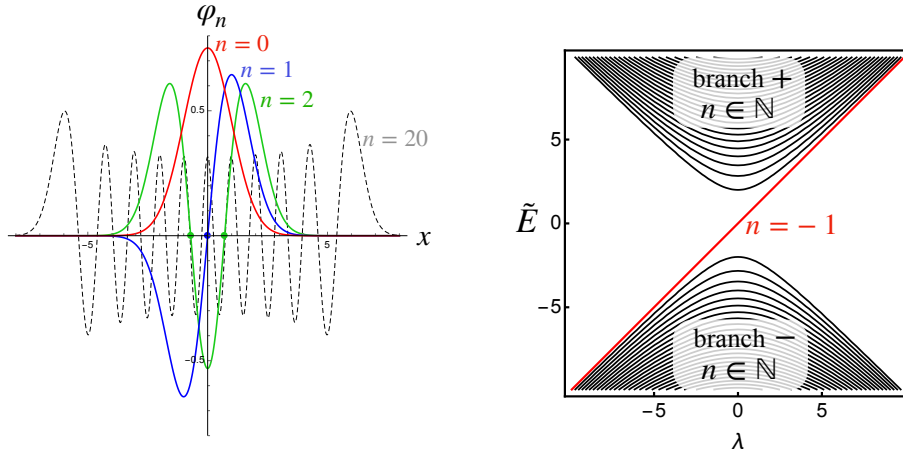 φₙ
n = 0
n = 1
n = 2
n = 20
0.5
-5
5
x
-0.5
branch +
n ∈ ℕ
5
Ẽ
0
n = −1
-5
branch −
n ∈ ℕ
-5
0
5
λ